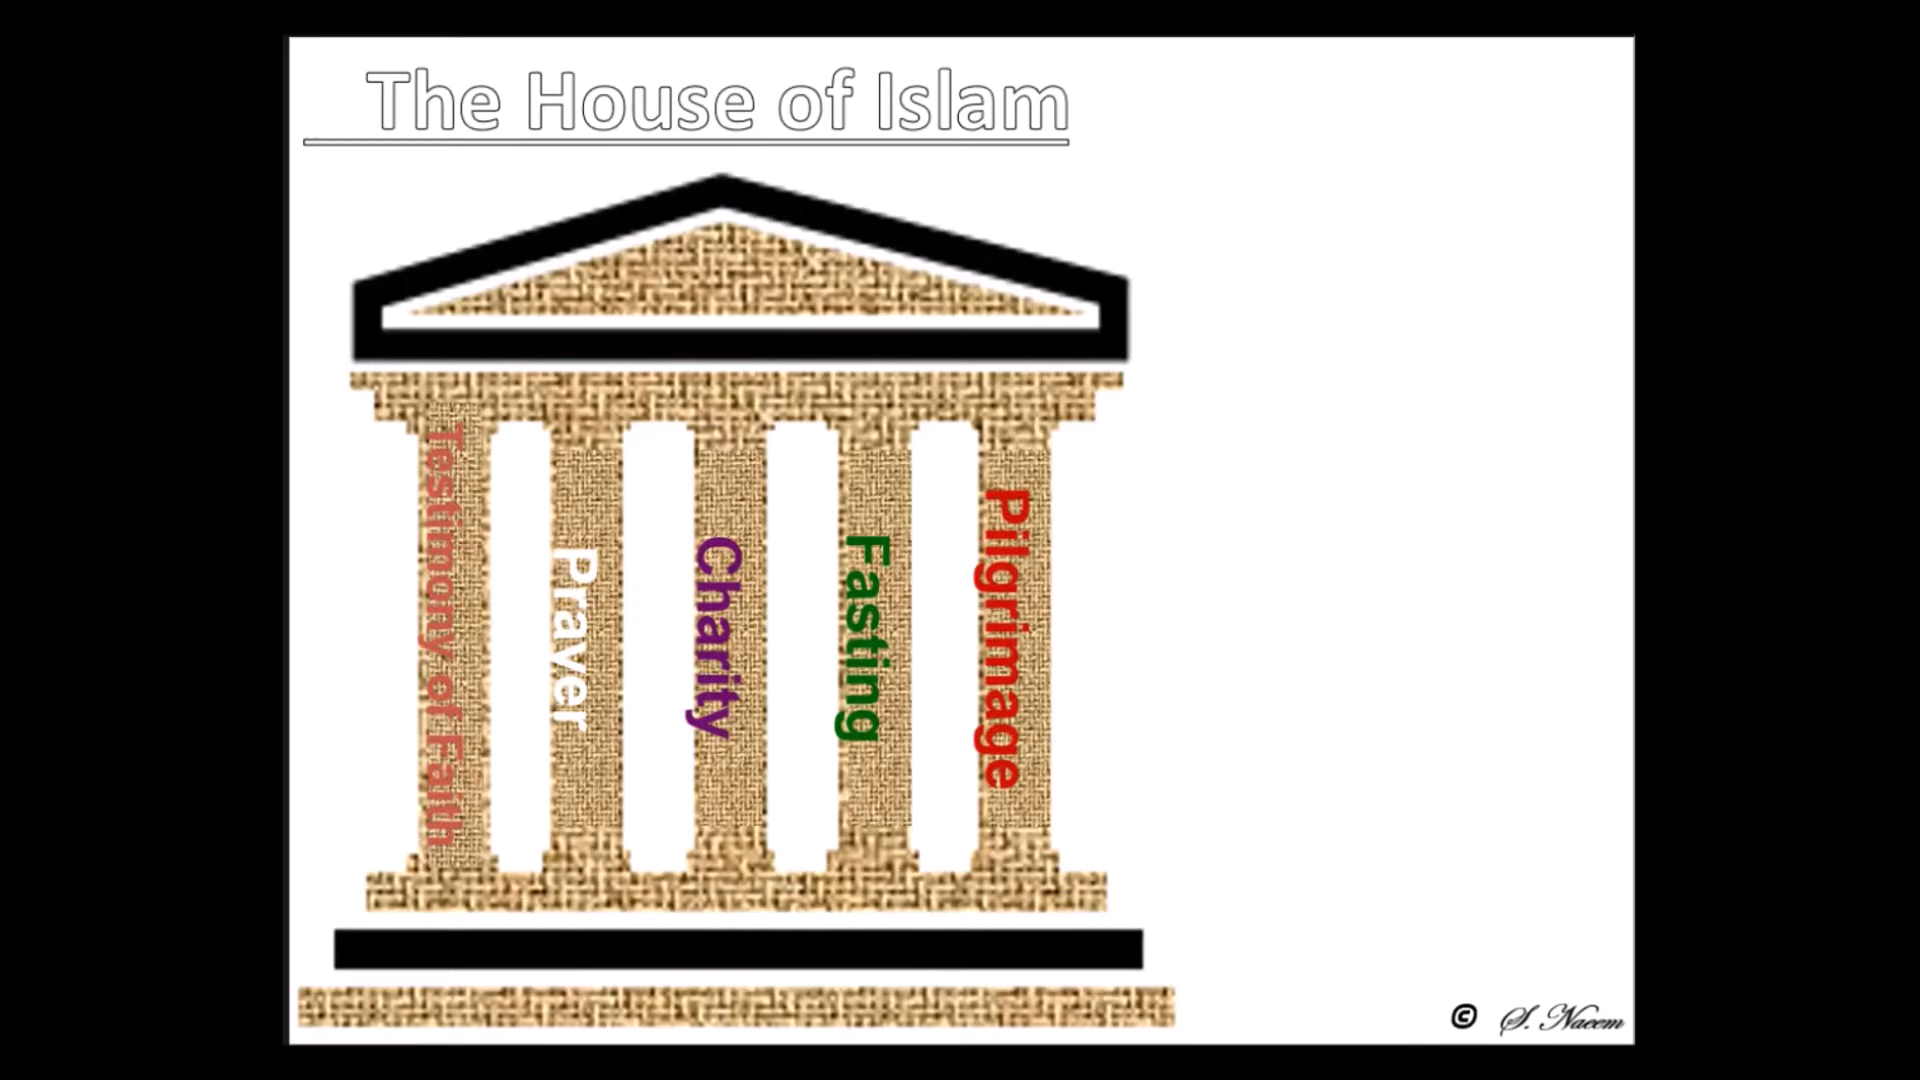 The House of Islam
Testimony of Faith
Prayer
Charity
Fasting
Pilgrimage
© S. Naeem